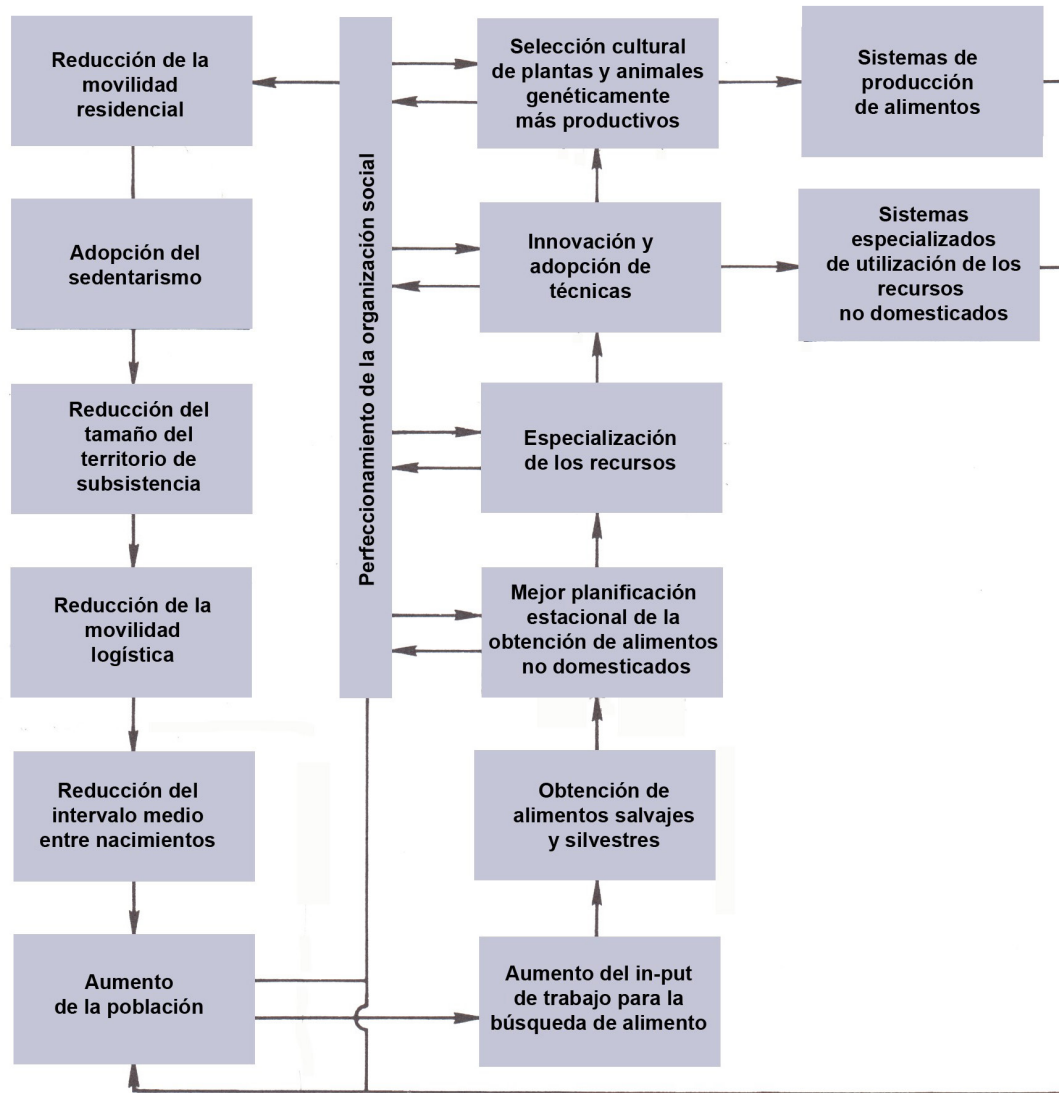 Reducción de la
movilidad
residencial
Adopción del
sedentarismo
Reducción del
tamaño del
territorio de
subsistencia
Reducción de la
movilidad
logística
Reducción del
intervalo medio
entre nacimientos
Aumento
de la población
Perfeccionamiento de la organización social
Selección cultural
de plantas y animales
genéticamente
más productivos
Innovación y
adopción de
técnicas
Especialización
de los recursos
Mejor planificación
estacional de la
obtención de alimentos
no domesticados
Obtención de
alimentos salvajes
y silvestres
Aumento del in-put
de trabajo para la
búsqueda de alimento
Sistemas de
producción
de alimentos
Sistemas
especializados
de utilización de los
recursos
no domesticados